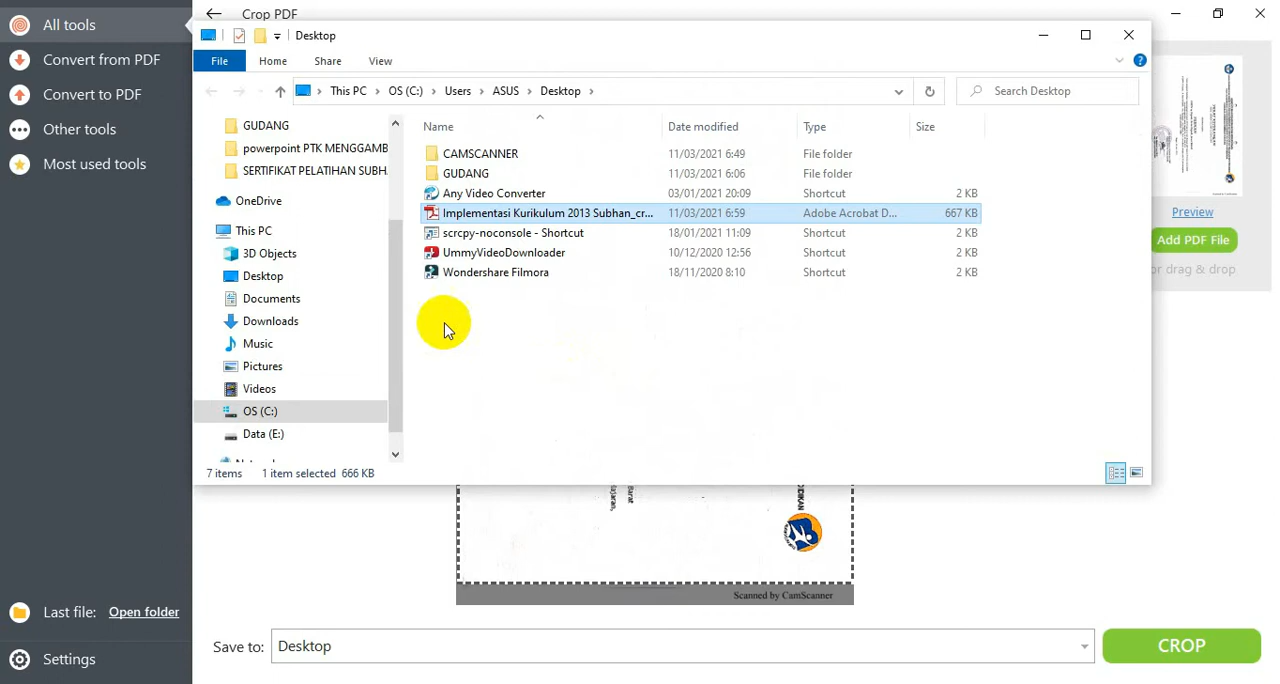 All tools
Convert from PDF
Convert to PDF
Other tools
Most used tools
Last file: Open folder
Settings
Crop PDF
Desktop
File Home Share View
This PC OS (C:) Users ASUS Desktop
Search Desktop
GUDANG
powerpoint PTK MENGGAMB
SERTIFIKAT PELATIHAN SUBH
OneDrive
This PC
3D Objects
Desktop
Documents
Downloads
Music
Pictures
Videos
OS (C:)
Data (E:)
Name Date modified Type Size
CAMSCANNER 11/03/2021 6:49 File folder
GUDANG 11/03/2021 6:06 File folder
Any Video Converter 03/01/2021 20:09 Shortcut 2 KB
Implementasi Kurikulum 2013 Subhan_cr... 11/03/2021 6:59 Adobe Acrobat D... 667 KB
scrcpy-noconsole - Shortcut 18/01/2021 11:09 Shortcut 2 KB
UmmyVideoDownloader 10/12/2020 12:56 Shortcut 2 KB
Wondershare Filmora 18/11/2020 8:10 Shortcut 2 KB
7 items 1 item selected 666 KB
Preview
Add PDF File
or drag & drop
Barat
DIKAN
Scanned by CamScanner
Save to: Desktop
CROP